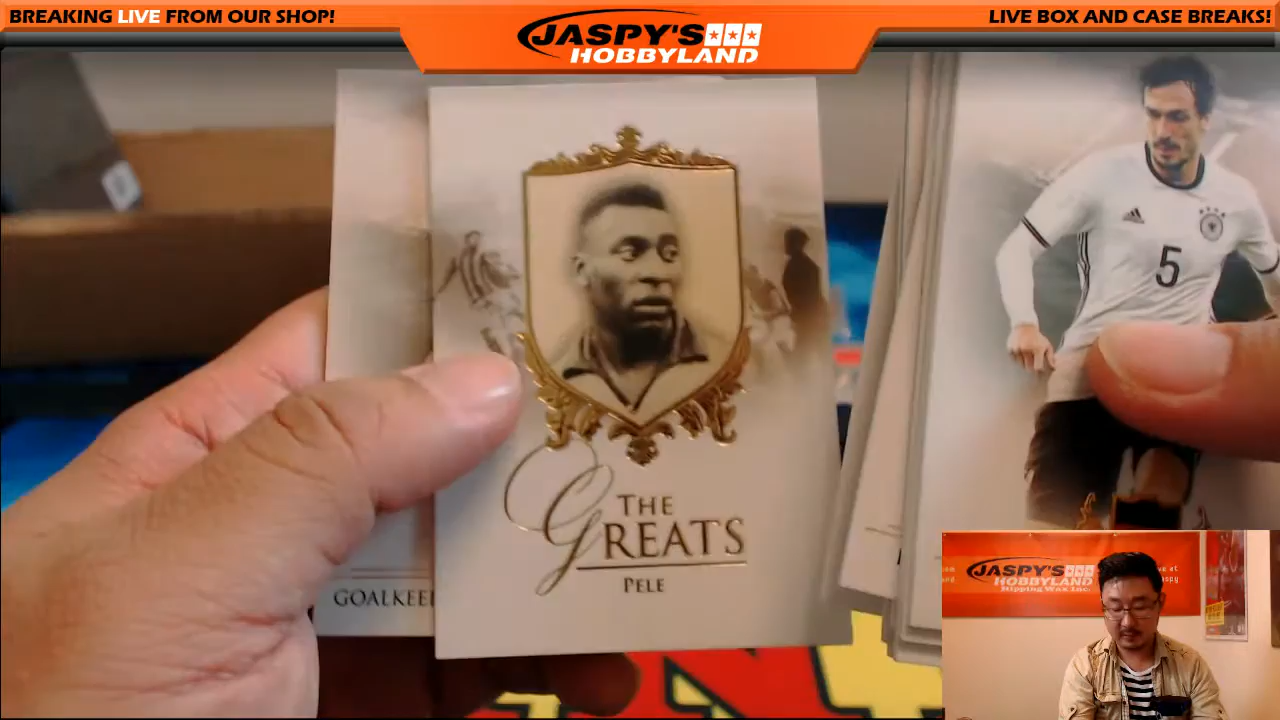 BREAKING LIVE FROM OUR SHOP!
JASPY'S
HOBBYLAND
LIVE BOX AND CASE BREAKS!
5
THE
GREATS
PELE
JASPY'S
HOBBYLAND
Ripping Wax Inc.